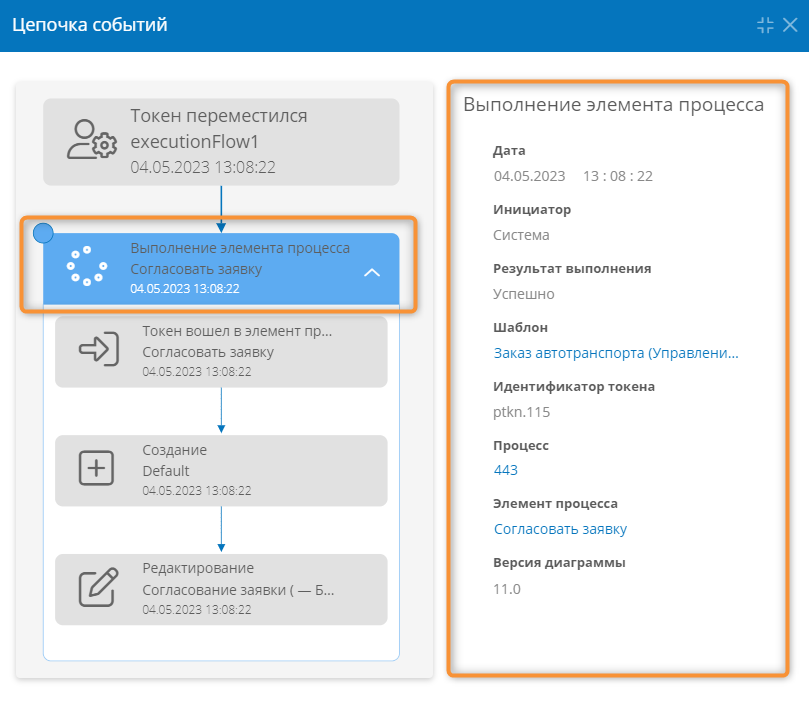 Цепочка событий
Токен переместился
executionFlow1
04.05.2023 13:08:22
Выполнение элемента процесса
Согласовать заявку
04.05.2023 13:08:22
Токен вошел в элемент пр...
Согласовать заявку
04.05.2023 13:08:22
Создание
Default
04.05.2023 13:08:22
Редактирование
Согласование заявки ( — Б...
04.05.2023 13:08:22
Выполнение элемента процесса
Дата
04.05.2023 13 : 08 : 22
Инициатор
Система
Результат выполнения
Успешно
Шаблон
Заказ автотранспорта (Управлени...
Идентификатор токена
ptkn.115
Процесс
443
Элемент процесса
Согласовать заявку
Версия диаграммы
11.0